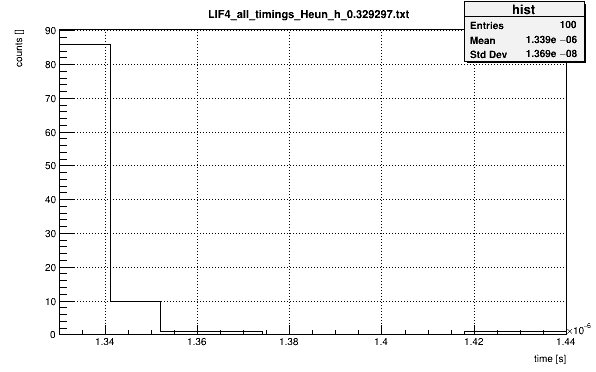 LIF4_all_timings_Heun_h_0.329297.txt
hist
Entries 100
Mean 1.339e −06
Std Dev 1.369e −08
counts []
90
80
70
60
50
40
30
20
10
0
1.34 1.36 1.38 1.4 1.42 1.44
×10⁻⁶
time [s]